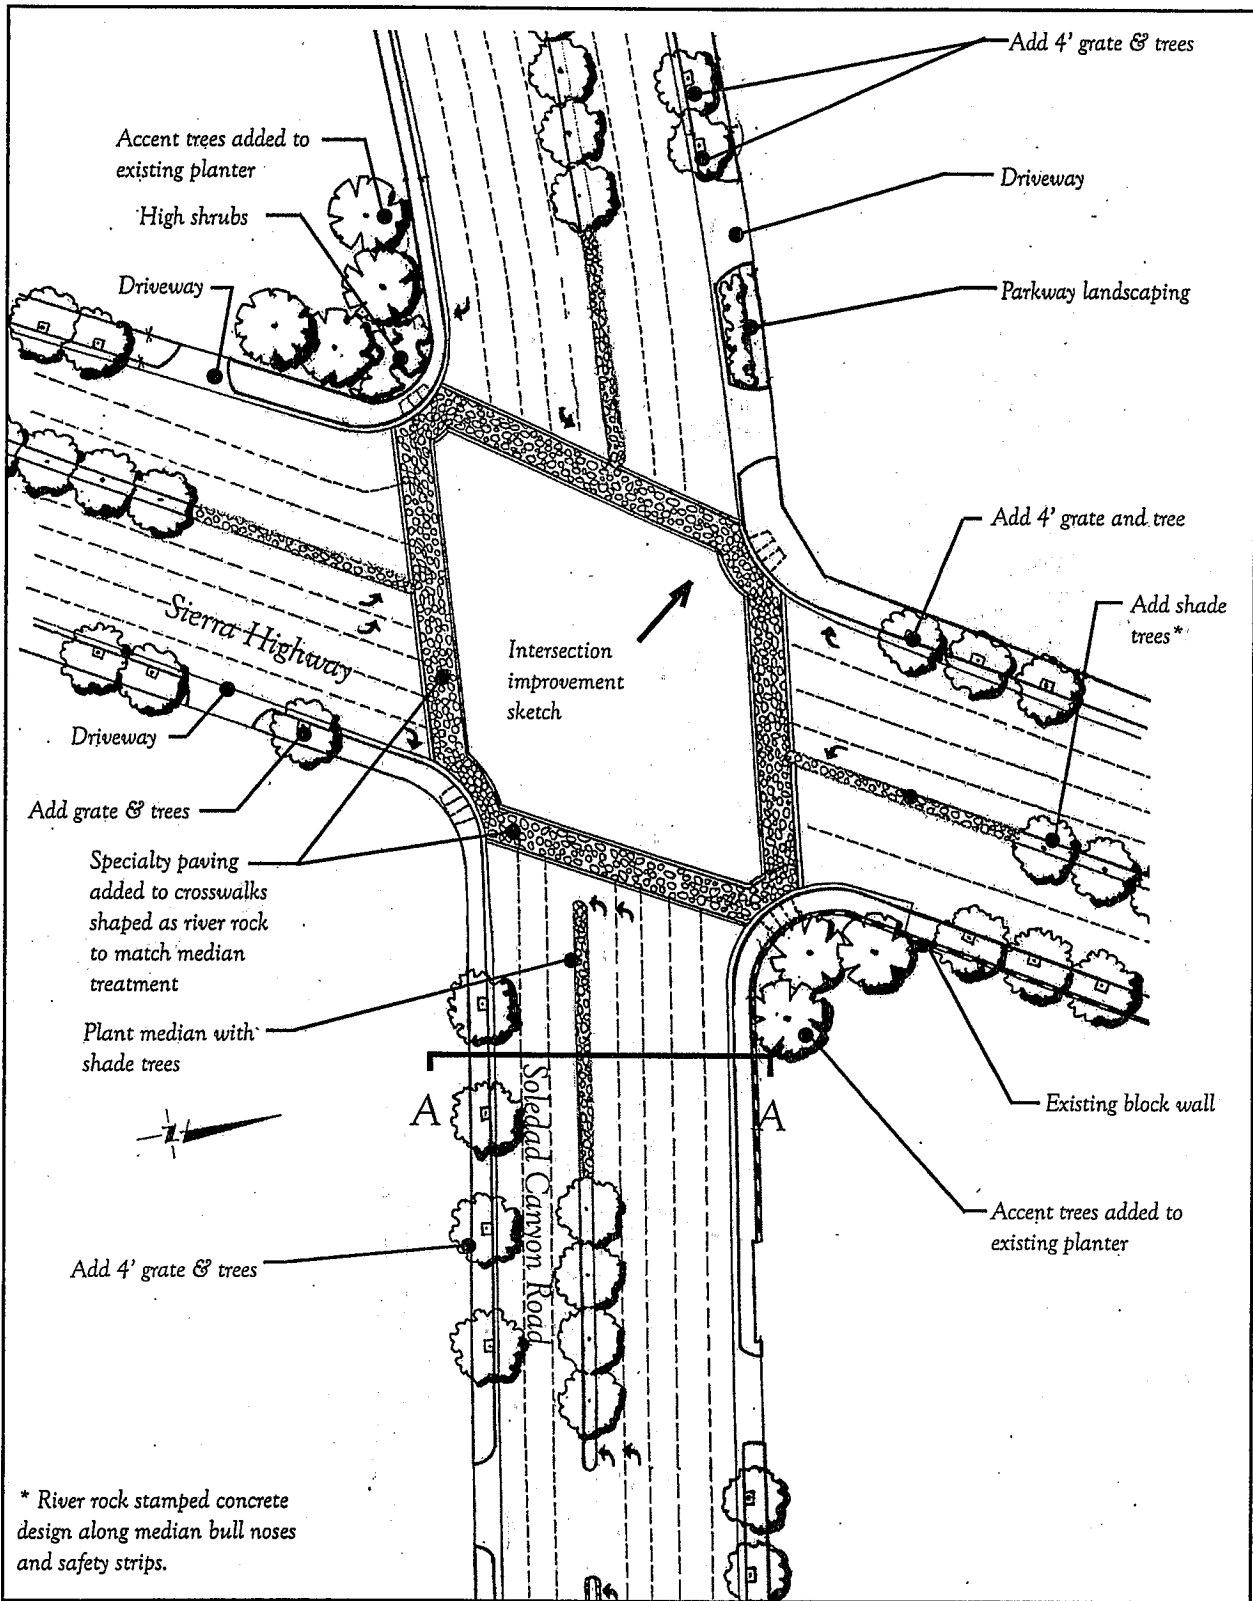 Add 4' grate & trees
Accent trees added to
existing planter
Driveway
High shrubs
Driveway
Parkway landscaping
Add 4' grate and tree
Add shade
trees*
Sierra Highway
Intersection
improvement
sketch
Driveway
Add grate & trees
Specialty paving
added to crosswalks
shaped as river rock
to match median
treatment
Plant median with
shade trees
A
A
Soledad Canyon Road
Existing block wall
Accent trees added to
existing planter
Add 4' grate & trees
* River rock stamped concrete
design along median bull noses
and safety strips.